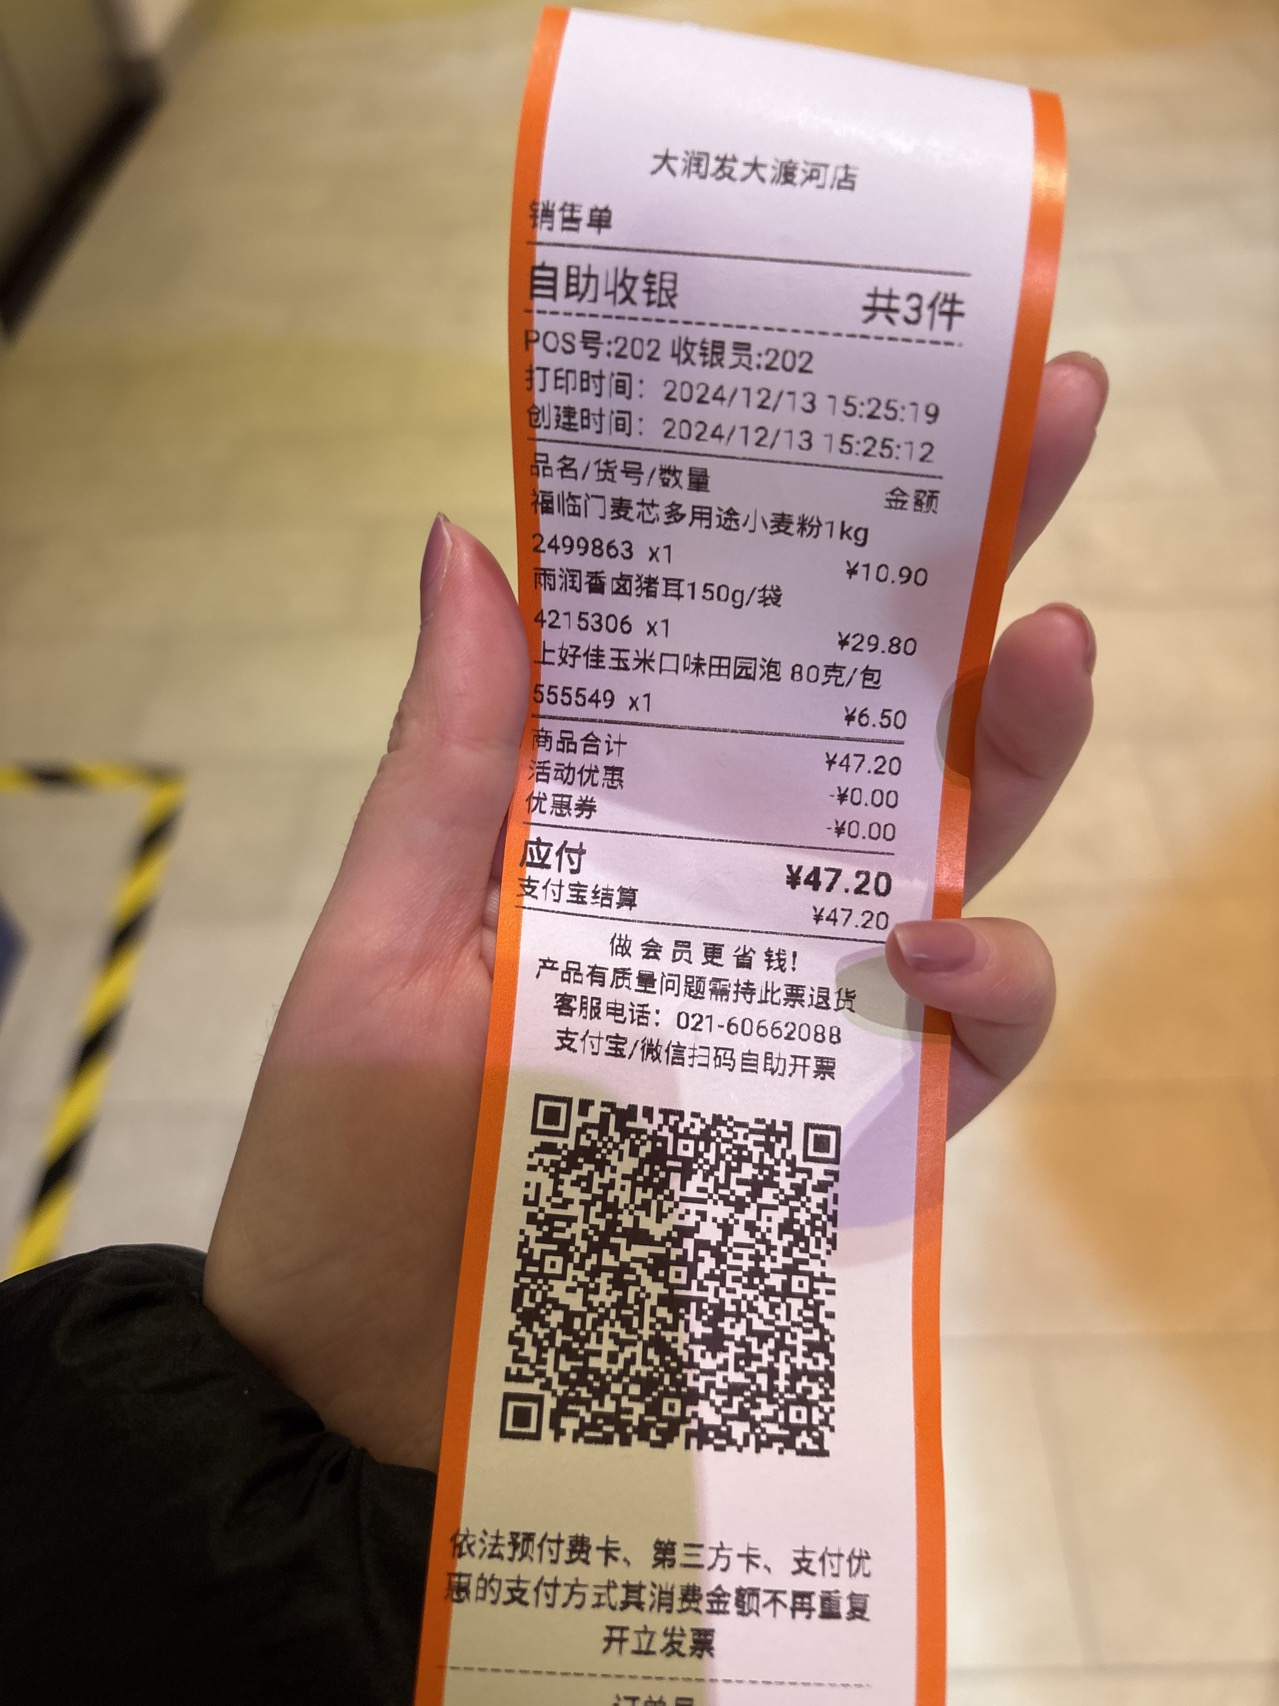 大润发大渡河店
销售单
自助收银 共3件
POS号:202 收银员:202
打印时间：2024/12/13 15:25:19
创建时间：2024/12/13 15:25:12
品名/货号/数量 金额
福临门麦芯多用途小麦粉1kg
2499863 x1 ¥10.90
雨润香卤猪耳150g/袋
4215306 x1 ¥29.80
上好佳玉米口味田园泡 80克/包
555549 x1 ¥6.50
商品合计 ¥47.20
活动优惠 -¥0.00
优惠券 -¥0.00
应付 ¥47.20
支付宝结算 ¥47.20
做会员更省钱!
产品有质量问题需持此票退货
客服电话：021-60662088
支付宝/微信扫码自助开票
依法预付费卡、第三方卡、支付优
惠的支付方式其消费金额不再重复
开立发票